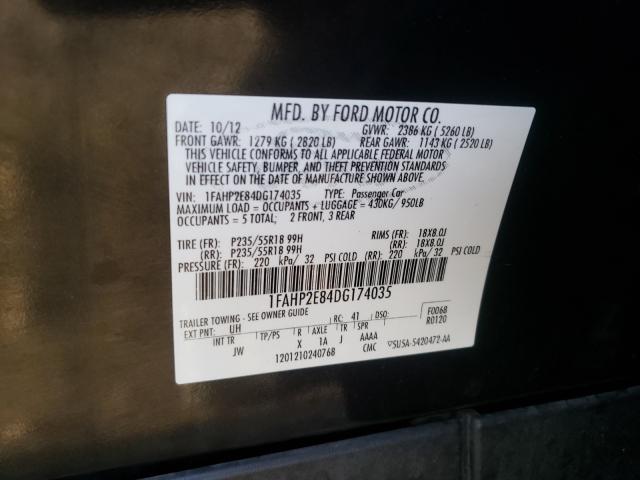 MFD. BY FORD MOTOR CO.
DATE: 10/12 GVWR: 2386 KG ( 5260 LB)
FRONT GAWR: 1279 KG ( 2820 LB) REAR GAWR: 1143 KG ( 2520 LB)
THIS VEHICLE CONFORMS TO ALL APPLICABLE FEDERAL MOTOR
VEHICLE SAFETY, BUMPER, AND THEFT PREVENTION STANDARDS
IN EFFECT ON THE DATE OF MANUFACTURE SHOWN ABOVE.
VIN: 1FAHP2E84DG174035 TYPE: Passenger Car
MAXIMUM LOAD = OCCUPANTS + LUGGAGE = 430KG/ 950LB
OCCUPANTS = 5 TOTAL; 2 FRONT, 3 REAR
TIRE (FR): P235/55R18 99H RIMS (FR): 18X8.0J
(RR): P235/55R18 99H (RR): 18X8.0J
PRESSURE (FR): 220 kPa/ 32 PSI COLD (RR): 220 kPa/ 32 PSI COLD
1FAHP2E84DG174035
TRAILER TOWING - SEE OWNER GUIDE RC: 41 DSO: F0068
EXT PNT: UH R0120
INT TR TP/PS R AXLE TR SPR
JW X 1A J AAAA
1201210240768 CMC ▽5U5A-5420472-AA